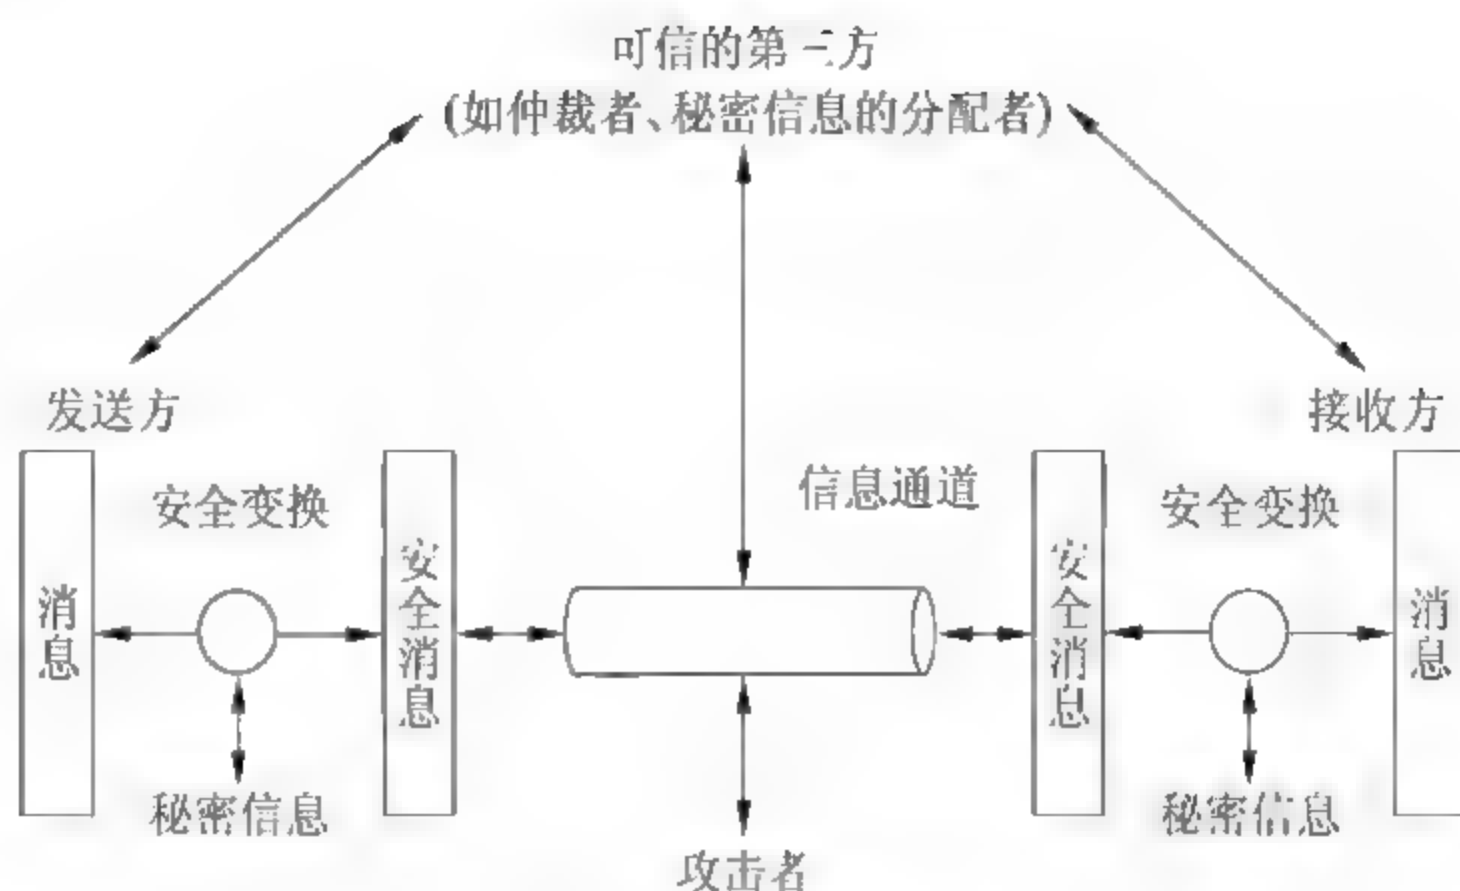 可信的第三方
(如仲裁者、秘密信息的分配者)
发送方
接收方
信息通道
安全变换
安全变换
消息
安全消息
安全消息
消息
秘密信息
秘密信息
攻击者